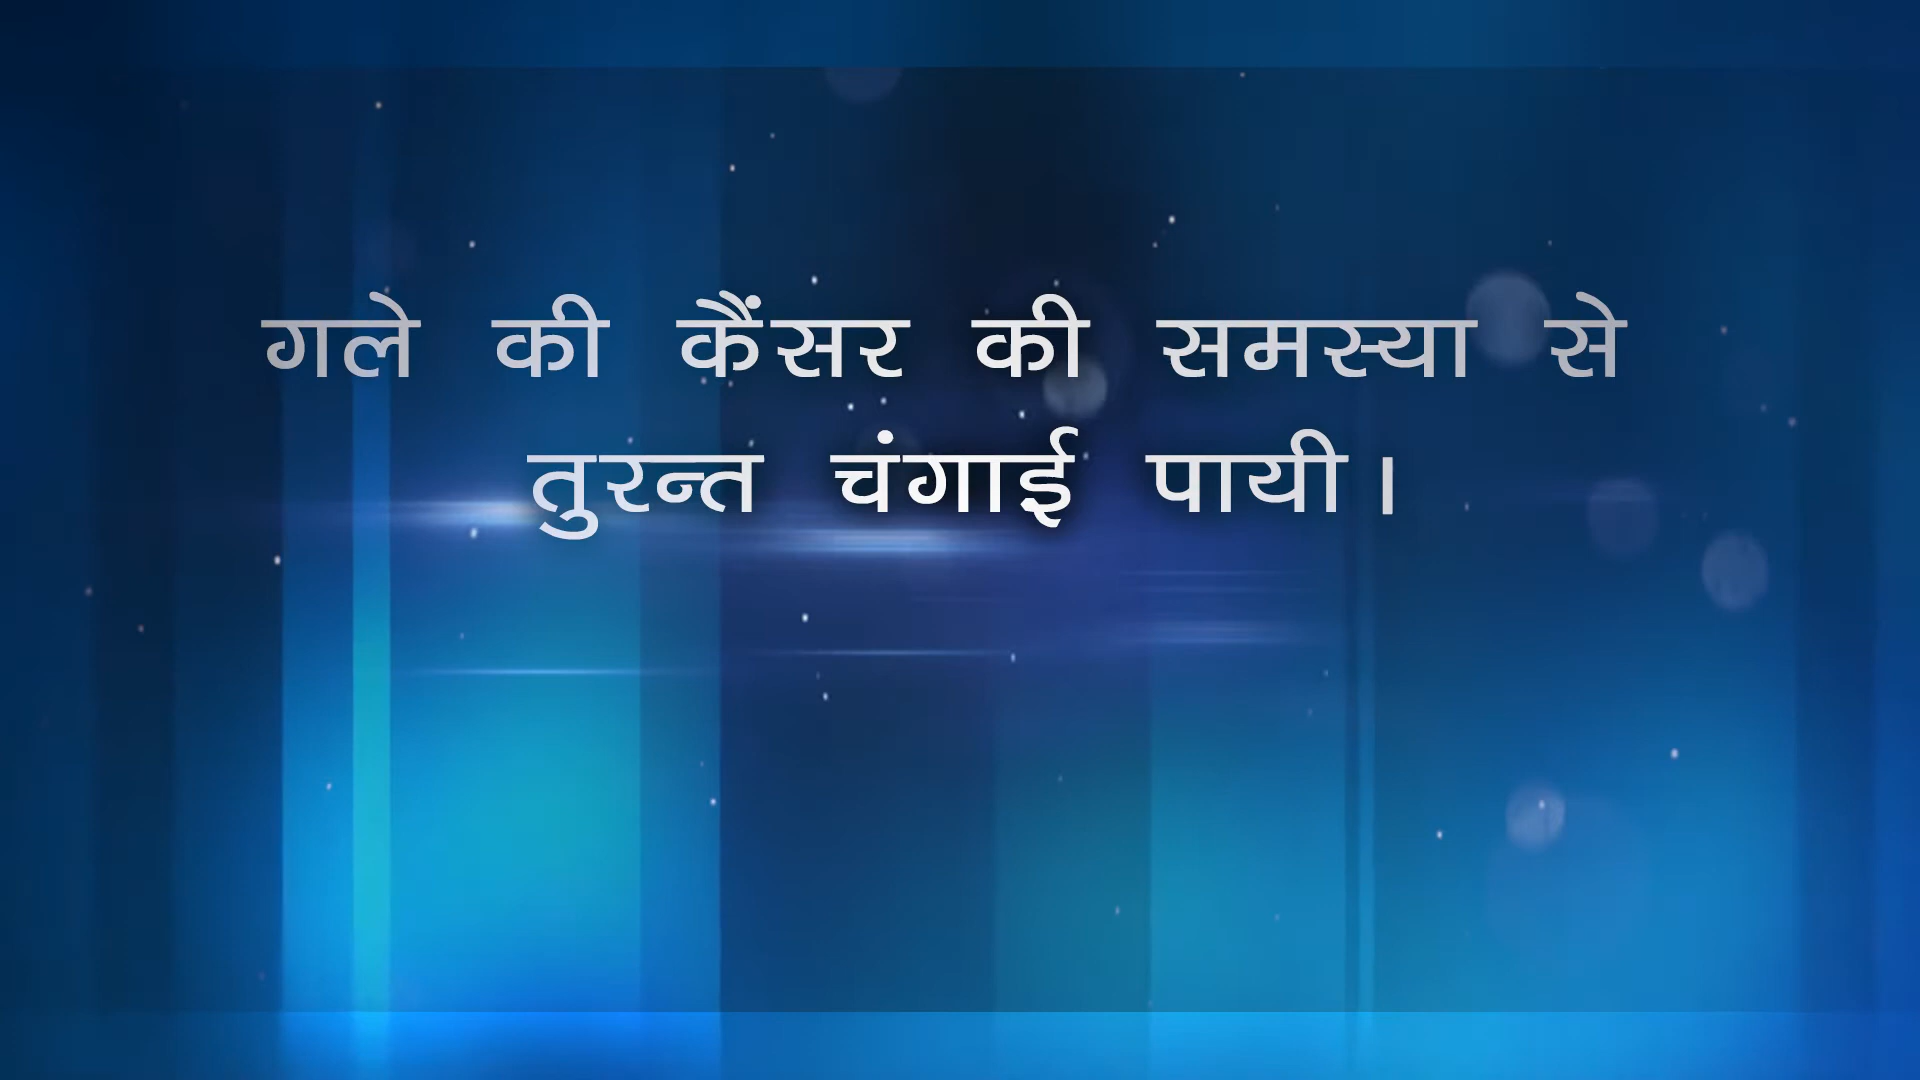 गले की कैंसर की समस्या से
तुरन्त चंगाई पायी।